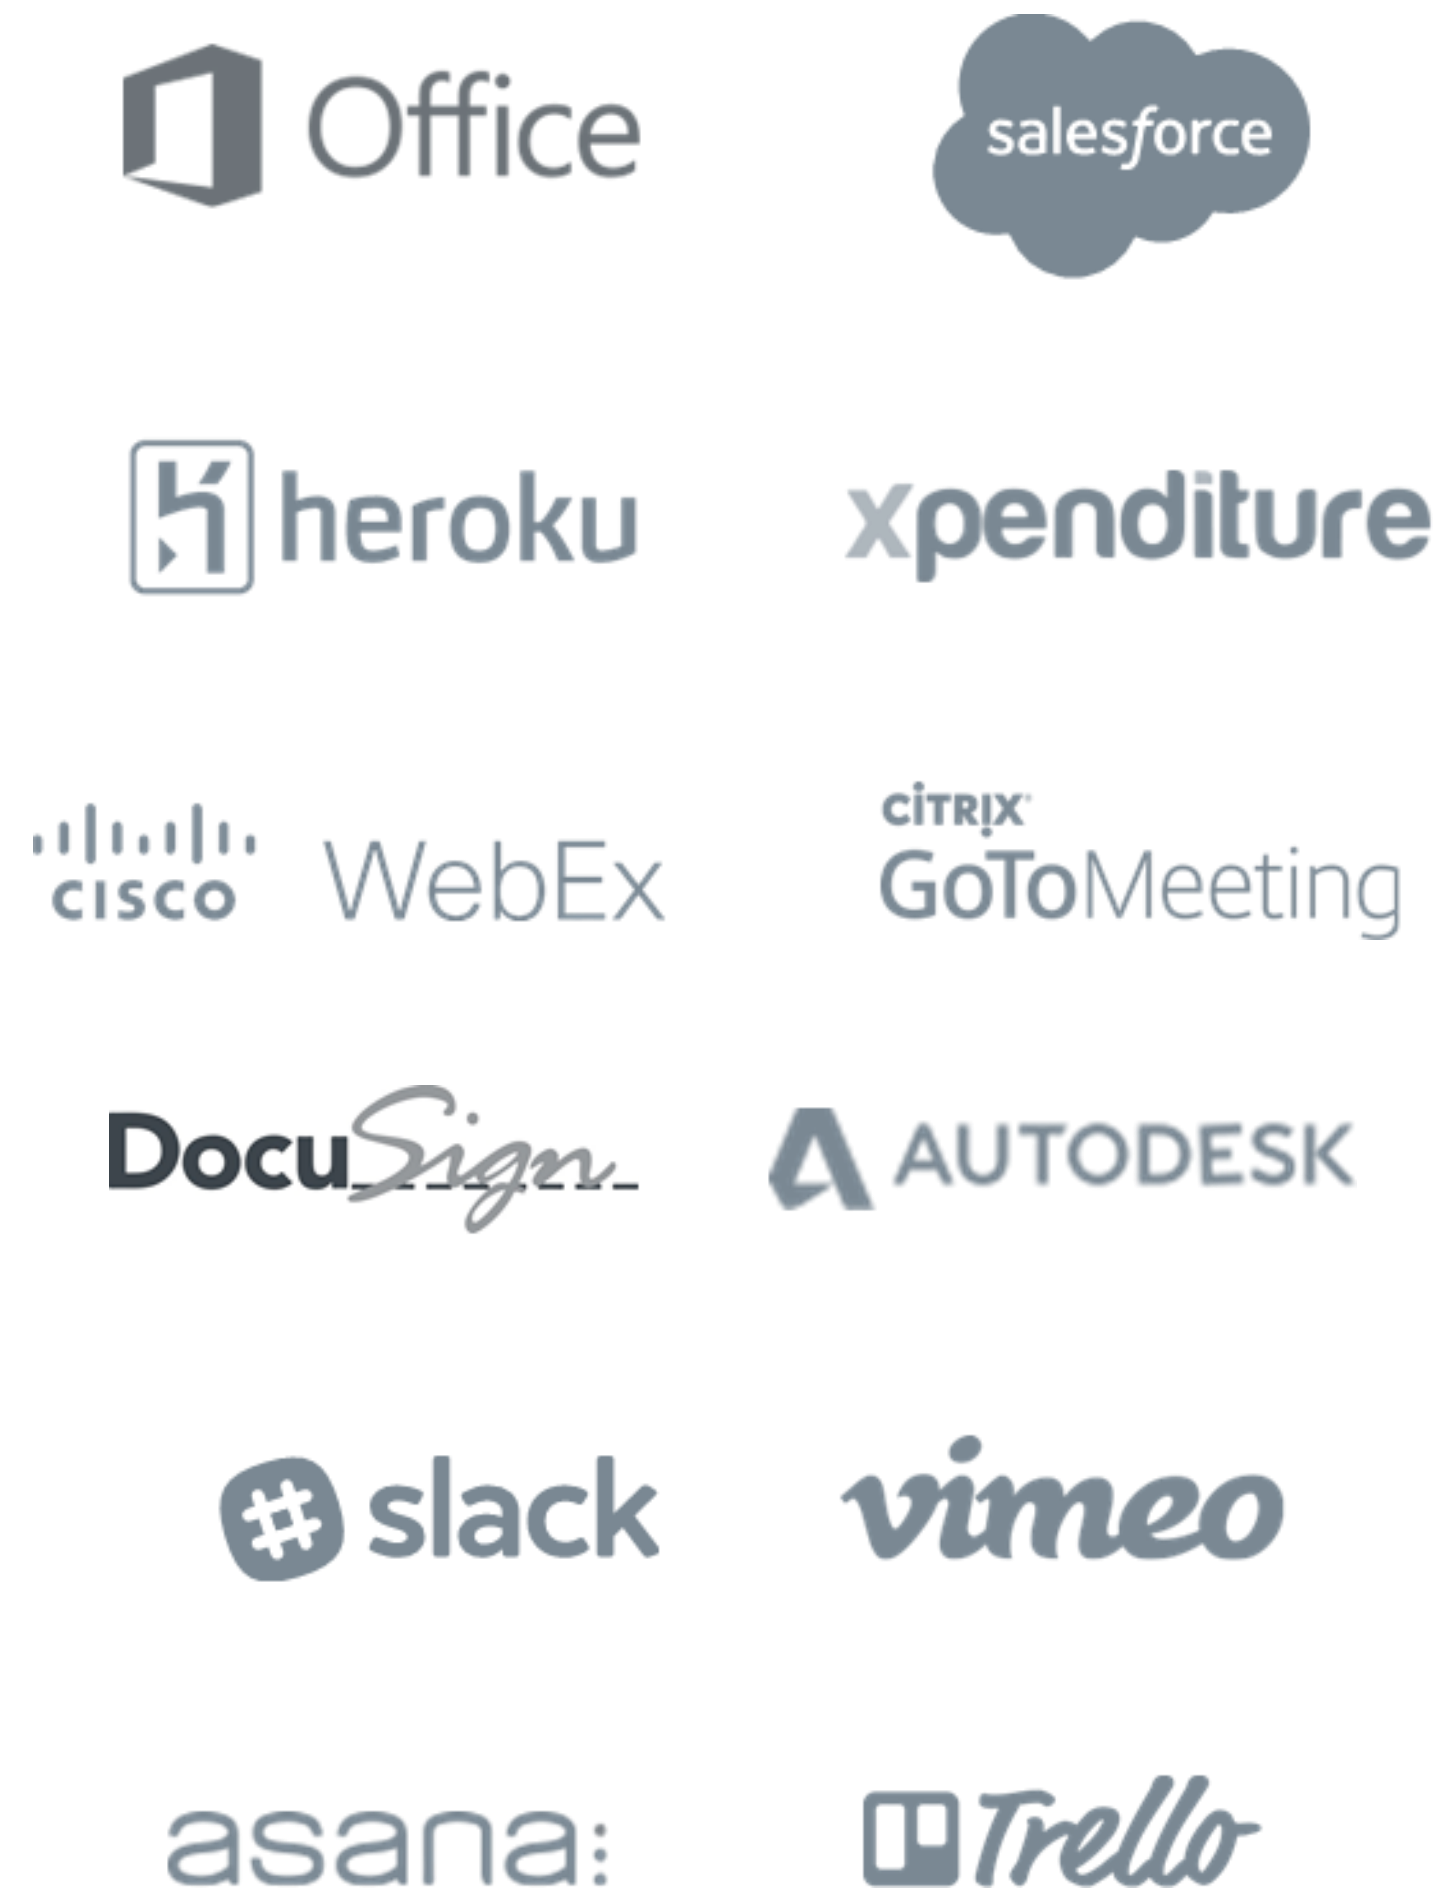 Office
salesforce
heroku
xpenditure
CISCO WebEx
CiTRiX®
GoToMeeting
DocuSign
AUTODESK
slack
vimeo
asana:
Trello